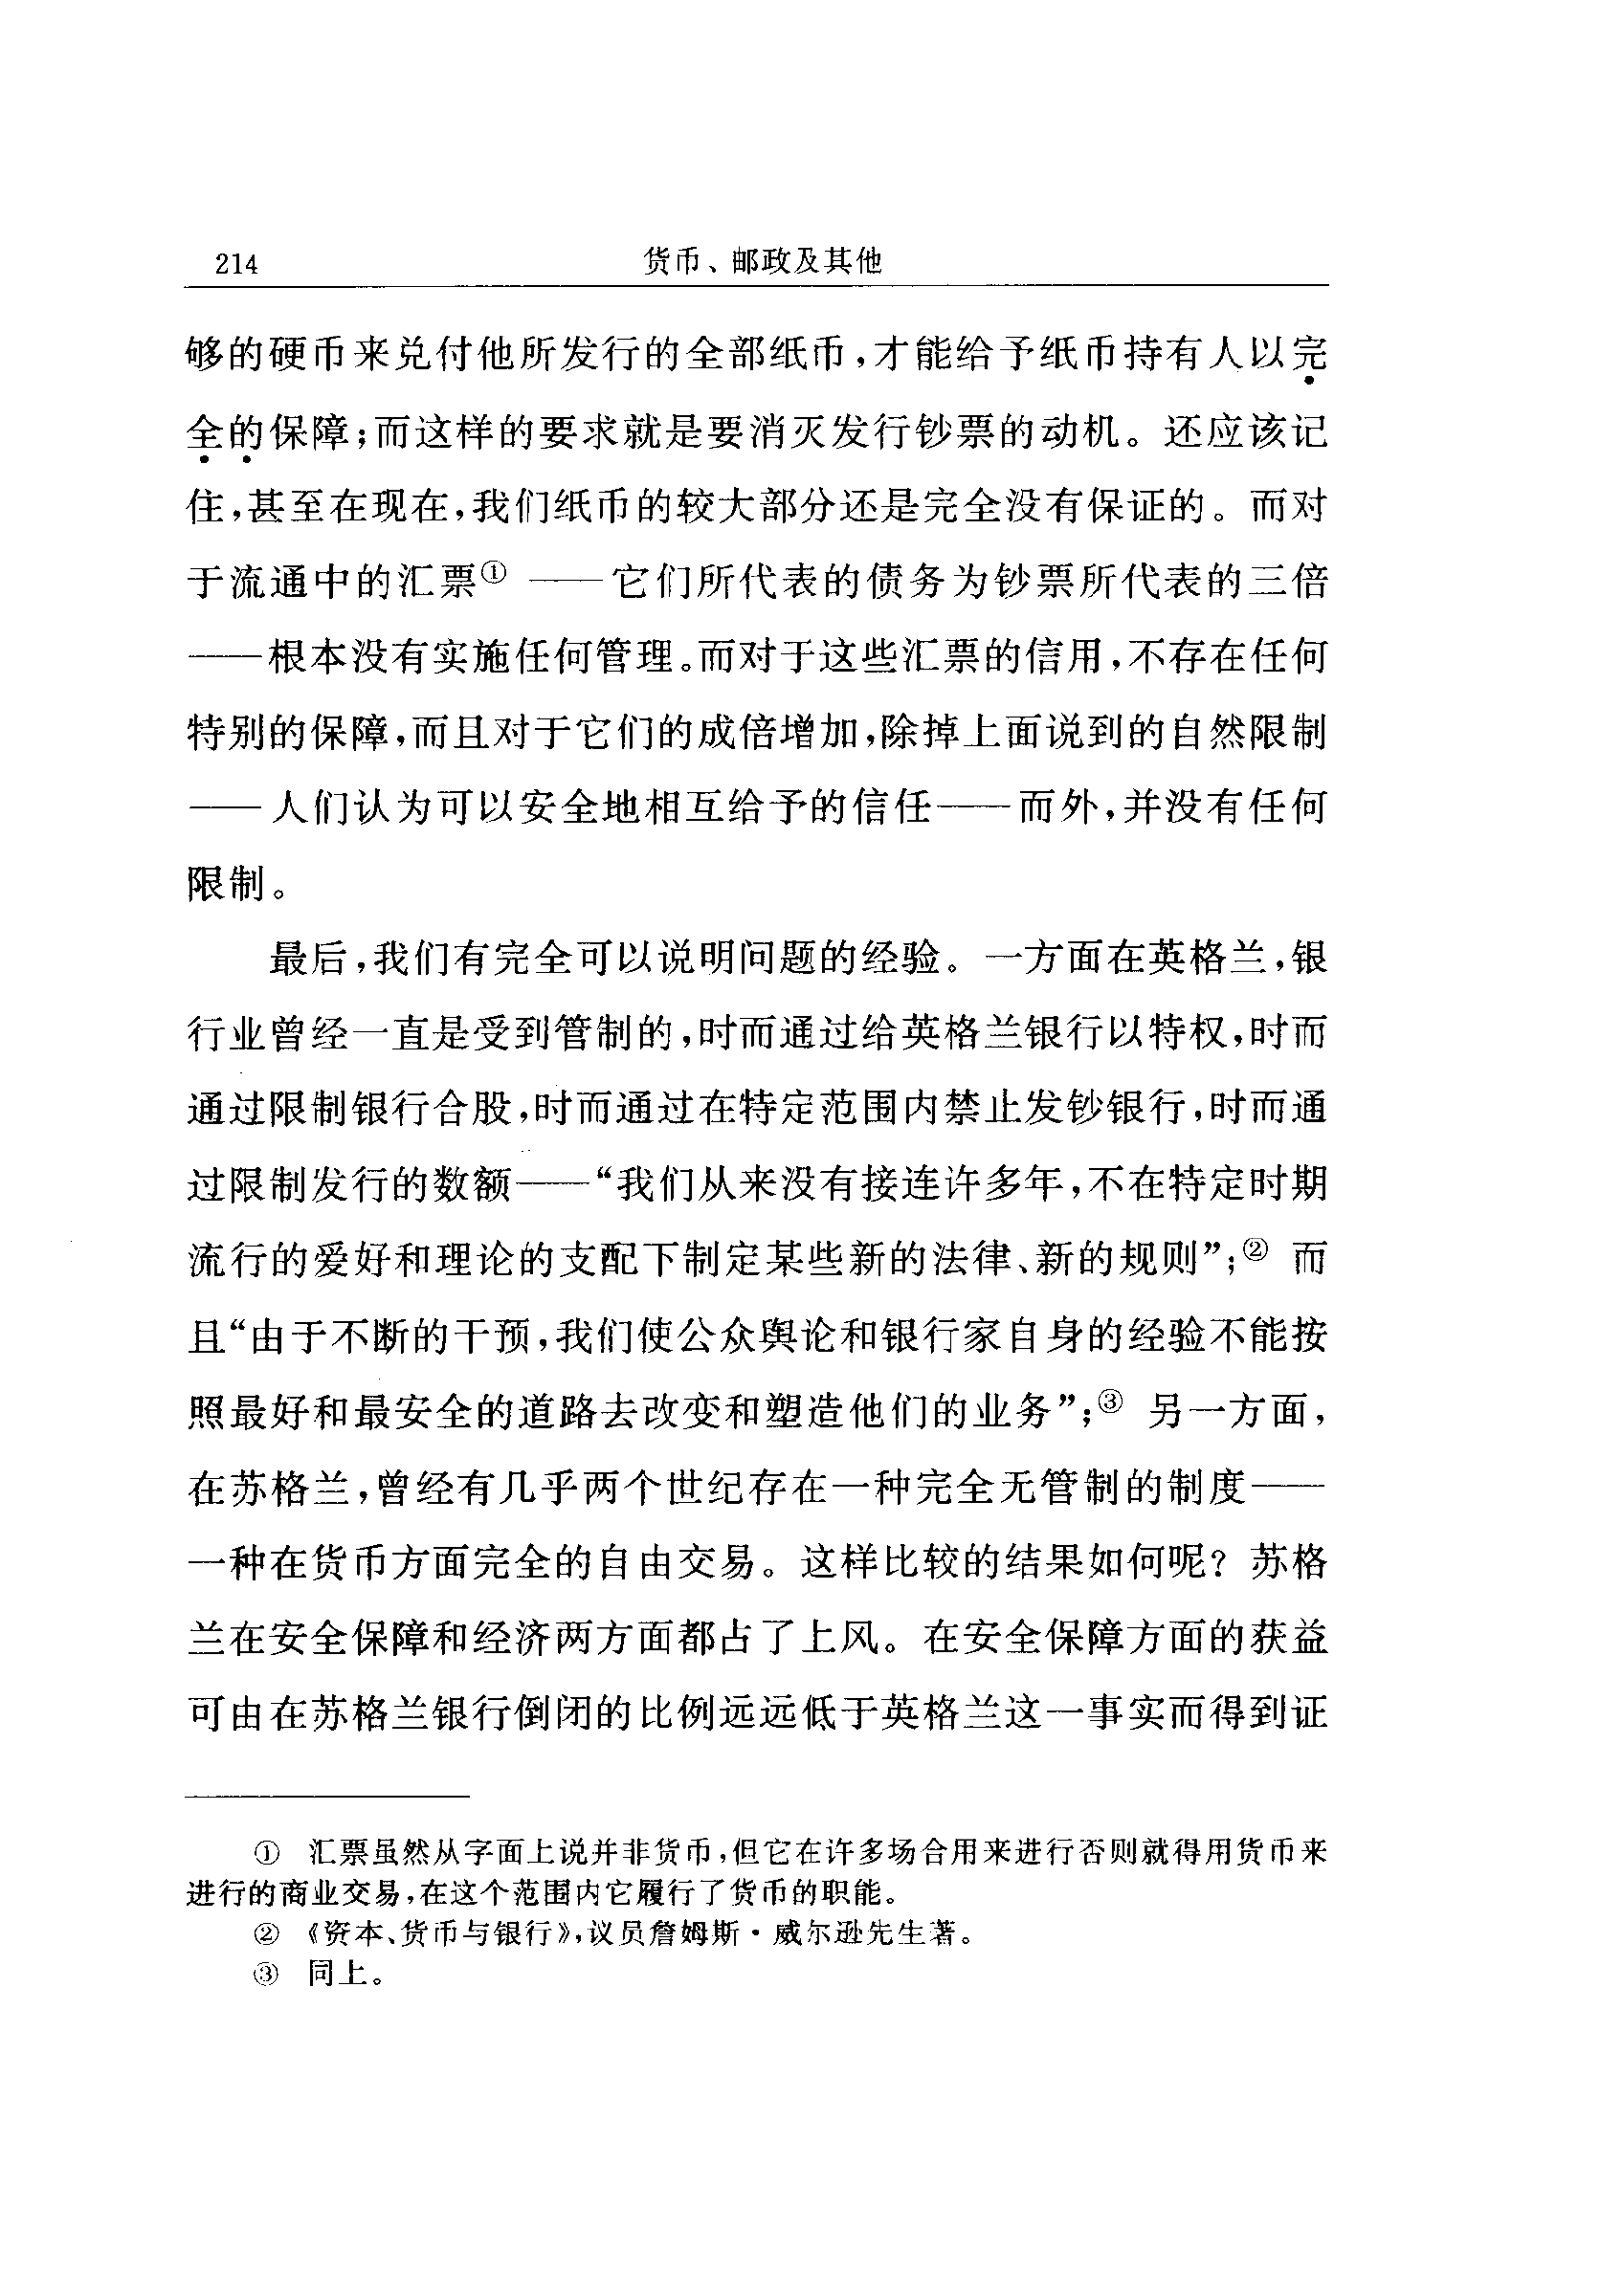 214 货币、邮政及其他
够的硬币来兑付他所发行的全部纸币,才能给予纸币持有人以完
全的保障;而这样的要求就是要消灭发行钞票的动机。还应该记
住,甚至在现在,我们纸币的较大部分还是完全没有保证的。而对
于流通中的汇票① ——它们所代表的债务为钞票所代表的三倍
——根本没有实施任何管理。而对于这些汇票的信用,不存在任何
特别的保障,而且对于它们的成倍增加,除掉上面说到的自然限制
——人们认为可以安全地相互给予的信任——而外,并没有任何
限制。
最后,我们有完全可以说明问题的经验。一方面在英格兰,银
行业曾经一直是受到管制的,时而通过给英格兰银行以特权,时而
通过限制银行合股,时而通过在特定范围内禁止发钞银行,时而通
过限制发行的数额——“我们从来没有接连许多年,不在特定时期
流行的爱好和理论的支配下制定某些新的法律、新的规则”;② 而
且“由于不断的干预,我们使公众舆论和银行家自身的经验不能按
照最好和最安全的道路去改变和塑造他们的业务”;③ 另一方面,
在苏格兰,曾经有几乎两个世纪存在一种完全无管制的制度——
一种在货币方面完全的自由交易。这样比较的结果如何呢? 苏格
兰在安全保障和经济两方面都占了上风。在安全保障方面的获益
可由在苏格兰银行倒闭的比例远远低于英格兰这一事实而得到证
① 汇票虽然从字面上说并非货币,但它在许多场合用来进行否则就得用货币来
进行的商业交易,在这个范围内它履行了货币的职能。
② 《资本、货币与银行》,议员詹姆斯·威尔逊先生著。
③ 同上。